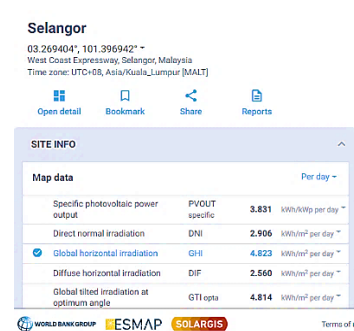 Selangor
03.269404°, 101.396942°
West Coast Expressway, Selangor, Malaysia
Time zone: UTC+08, Asia/Kuala_Lumpur [MALT]
Open detail Bookmark Share Reports
SITE INFO
Map data Per day
Specific photovoltaic power output PVOUT specific 3.831 kWh/kWp per day
Direct normal irradiation DNI 2.906 kWh/m² per day
Global horizontal irradiation GHI 4.823 kWh/m² per day
Diffuse horizontal irradiation DIF 2.560 kWh/m² per day
Global tilted irradiation at optimum angle GTI opta 4.814 kWh/m² per day
WORLD BANK GROUP ESMAP SOLARGIS Terms of